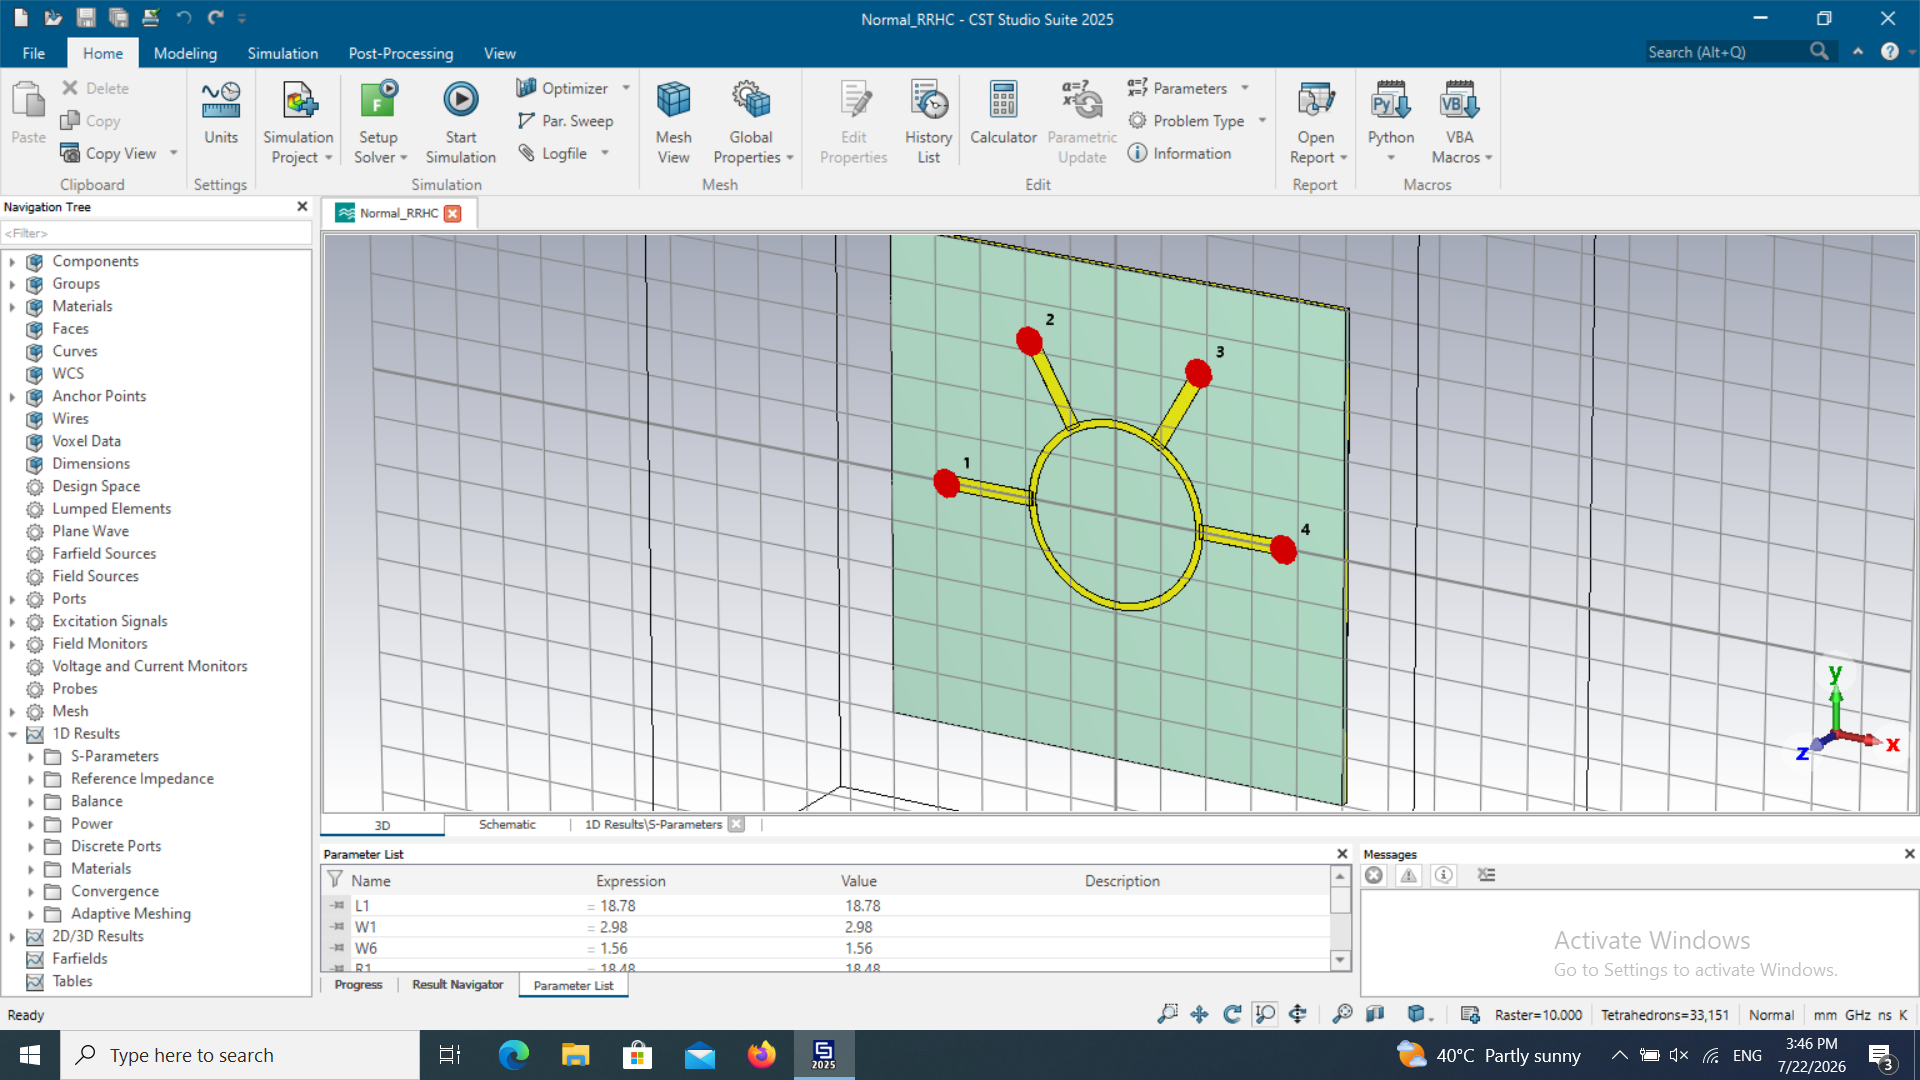 Normal_RRHC - CST Studio Suite 2025
File Home Modeling Simulation Post-Processing View
Search (Alt+Q)
Paste Delete Copy Copy View
Clipboard
Units
Settings
Simulation Project
Setup Solver
Start Simulation
Optimizer
Par. Sweep
Logfile
Simulation
Mesh View
Global Properties
Mesh
Edit Properties
History List
Calculator
Parametric Update
Parameters
Problem Type
Information
Edit
Open Report
Report
Python
VBA Macros
Macros
Navigation Tree
<Filter>
Components
Groups
Materials
Faces
Curves
WCS
Anchor Points
Wires
Voxel Data
Dimensions
Design Space
Lumped Elements
Plane Wave
Farfield Sources
Field Sources
Ports
Excitation Signals
Field Monitors
Voltage and Current Monitors
Probes
Mesh
1D Results
S-Parameters
Reference Impedance
Balance
Power
Discrete Ports
Materials
Convergence
Adaptive Meshing
2D/3D Results
Farfields
Tables
Normal_RRHC
2
3
1
4
y
x
z
3D Schematic 1D Results\S-Parameters
Parameter List
Name Expression Value Description
L1 = 18.78 18.78
W1 = 2.98 2.98
W6 = 1.56 1.56
R1 = 18.48 18.48
Progress Result Navigator Parameter List
Messages
Activate Windows
Go to Settings to activate Windows.
Ready
Raster=10.000 Tetrahedrons=33,151 Normal mm GHz ns K
Type here to search
2025
40°C Partly sunny
ENG
3:46 PM
7/22/2026
3